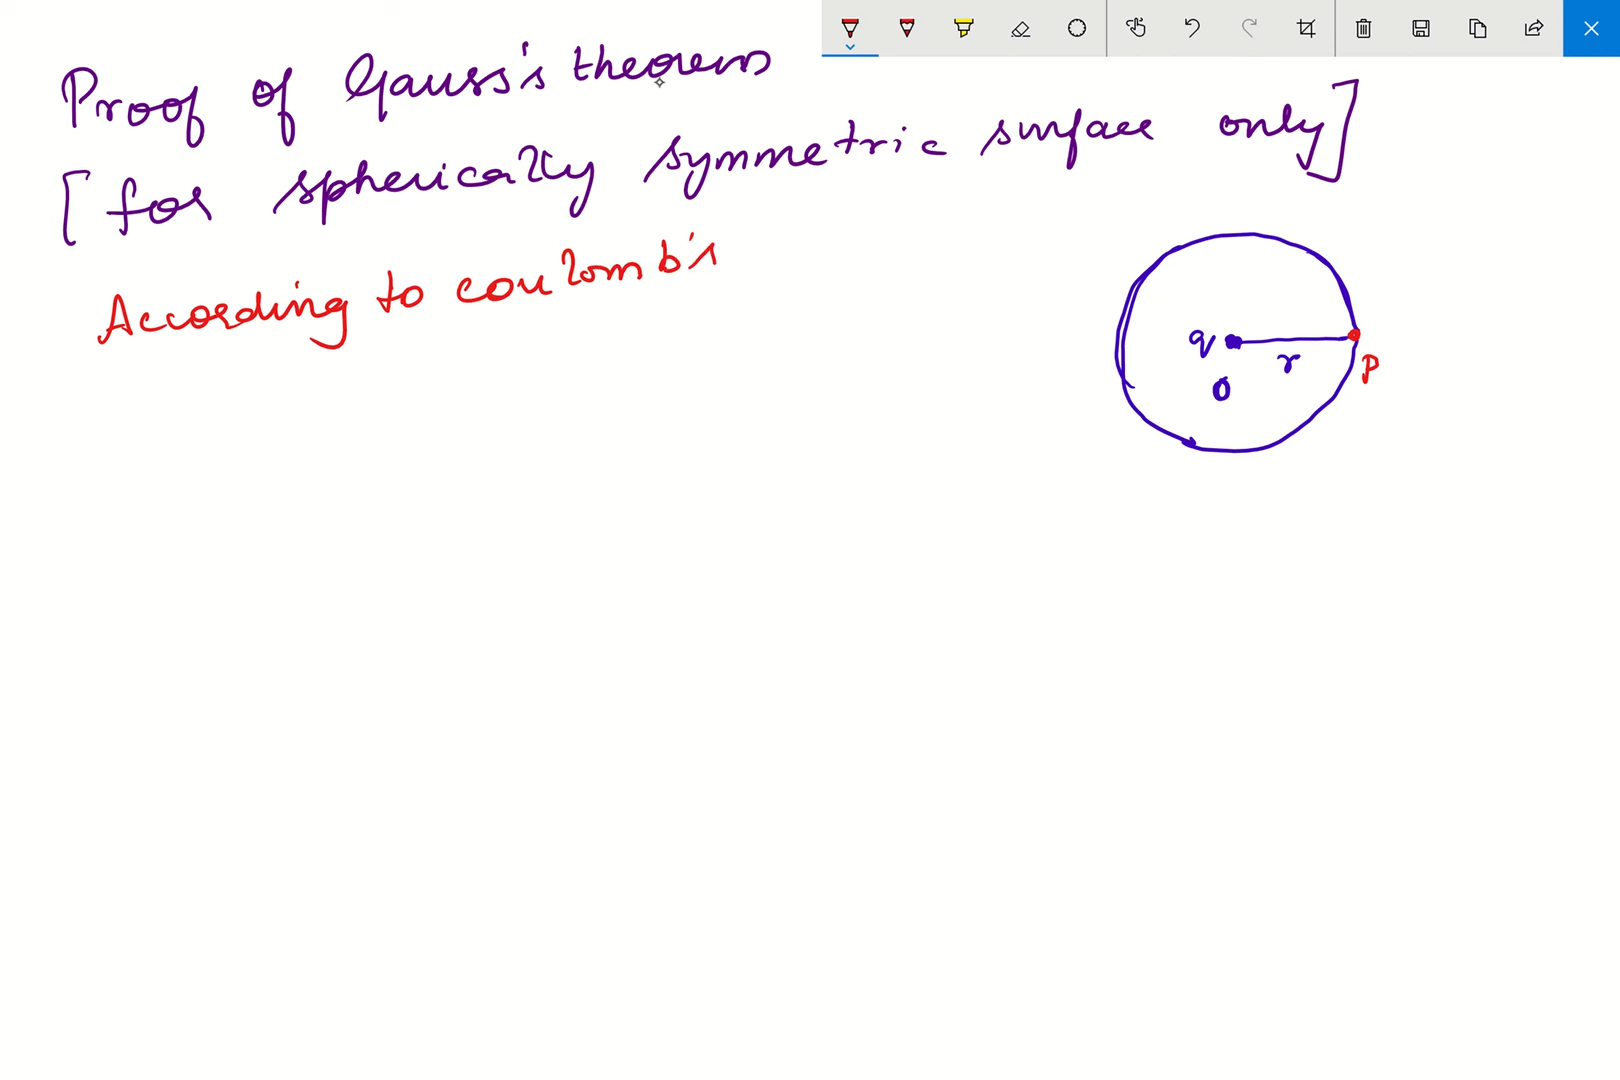 Proof of Gauss's theorem
[for spherically symmetric surface only]
According to coulomb's
q
r
P
O